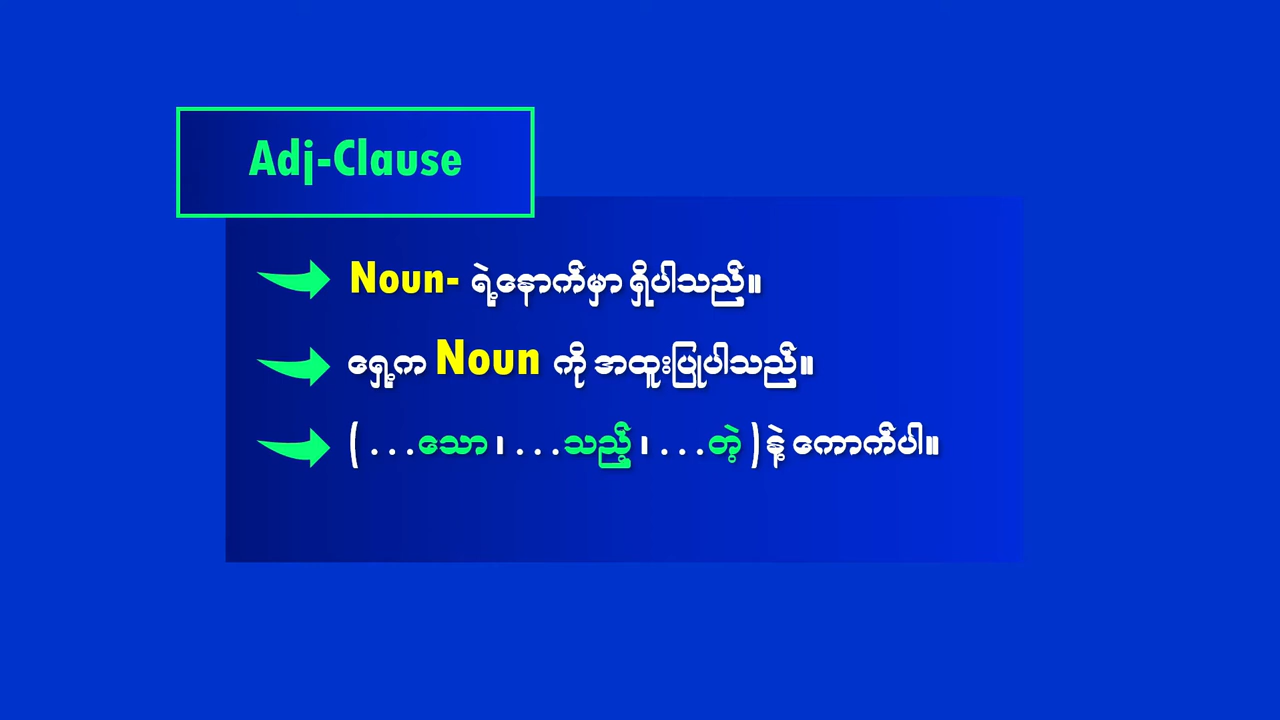 Adj-Clause
Noun- ရဲ့နောက်မှာ ရှိပါသည်။
ရှေ့က Noun ကို အထူးပြုပါသည်။
( . . . သော ၊ . . . သည့် ၊ . . . တဲ့ ) နဲ့ ကောက်ပါ။